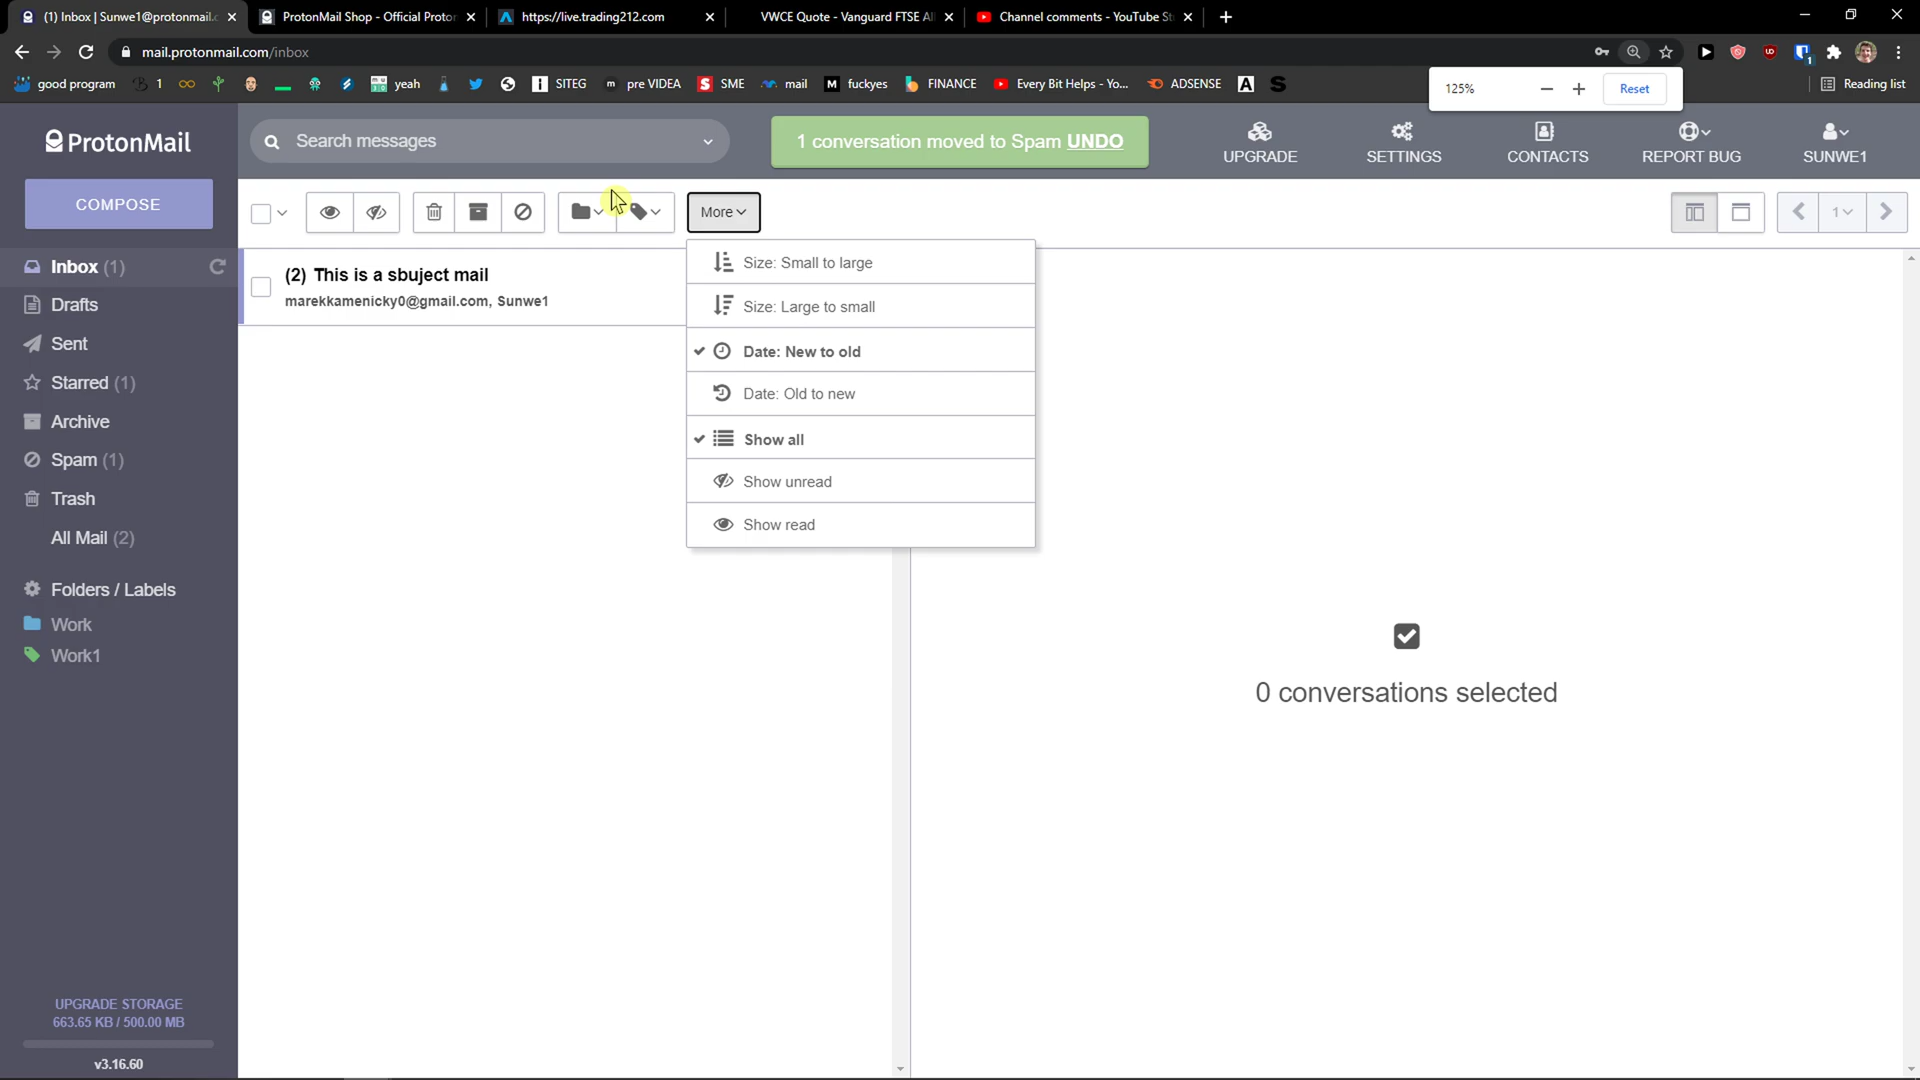 (1) Inbox | Sunwe1@protonmail.c
ProtonMail Shop - Official Proton
https://live.trading212.com
VWCE Quote - Vanguard FTSE All
Channel comments - YouTube St
mail.protonmail.com/inbox
good program
1
yeah
SITEG
pre VIDEA
SME
mail
fuckyes
FINANCE
Every Bit Helps - Yo...
ADSENSE
Reading list
125%
Reset
ProtonMail
Search messages
1 conversation moved to Spam UNDO
UPGRADE
SETTINGS
CONTACTS
REPORT BUG
SUNWE1
COMPOSE
More
1
Inbox (1)
Drafts
Sent
Starred (1)
Archive
Spam (1)
Trash
All Mail (2)
Folders / Labels
Work
Work1
UPGRADE STORAGE
663.65 KB / 500.00 MB
v3.16.60
(2) This is a sbuject mail
marekkamenicky0@gmail.com, Sunwe1
Size: Small to large
Size: Large to small
Date: New to old
Date: Old to new
Show all
Show unread
Show read
0 conversations selected